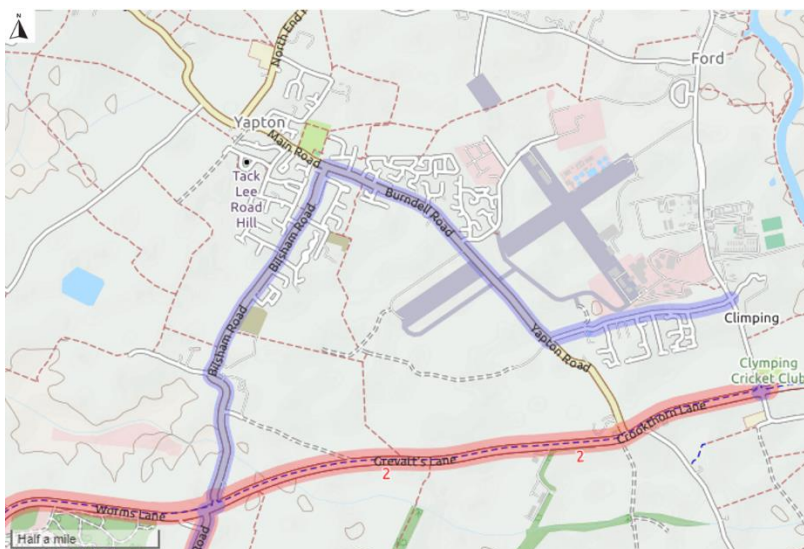 N
North End R
Ford
Yapton
Main Road
Tack
Lee
Road
Hill
Burndell Road
Bilsham Road
Bilsham Road
Yapton Road
Climping
Clymping
Cricket Club
Crookthorn Lane
Grevatt's Lane
2
2
Worms Lane
Road
Half a mile